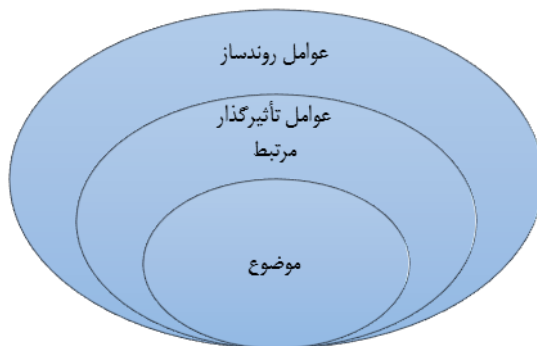 عوامل روندساز
عوامل تأثیرگذار
مرتبط
موضوع